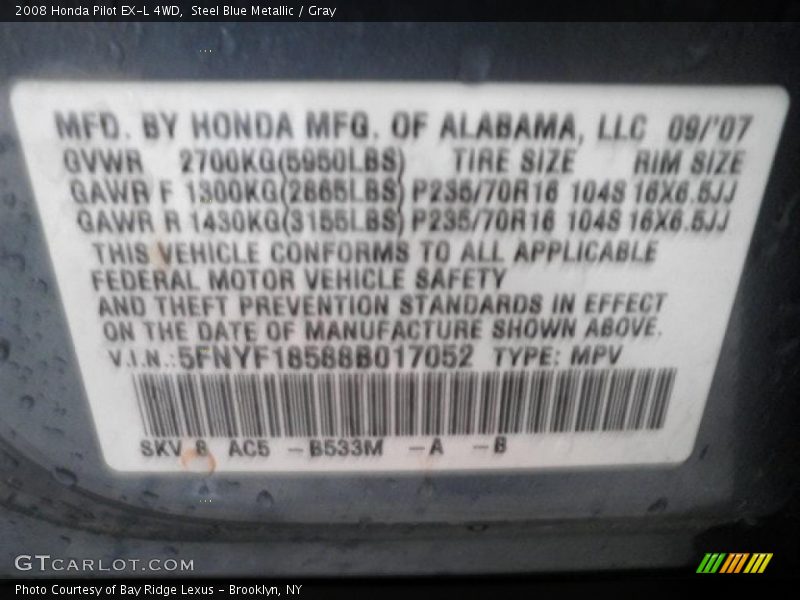 2008 Honda Pilot EX-L 4WD,  Steel Blue Metallic / Gray
MFD. BY HONDA MFG. OF ALABAMA, LLC 09/'07
GVWR 2700KG(5950LBS) TIRE SIZE RIM SIZE
GAWR F 1300KG(2865LBS) P235/70R16 104S 16X6.5JJ
GAWR R 1430KG(3155LBS) P235/70R16 104S 16X6.5JJ
THIS VEHICLE CONFORMS TO ALL APPLICABLE
FEDERAL MOTOR VEHICLE SAFETY
AND THEFT PREVENTION STANDARDS IN EFFECT
ON THE DATE OF MANUFACTURE SHOWN ABOVE.
V.I.N.:5FNYF18588B017052 TYPE: MPV
SKV 8 AC5 -B533M -A -B
GTCARLOT.COM
Photo Courtesy of Bay Ridge Lexus - Brooklyn, NY